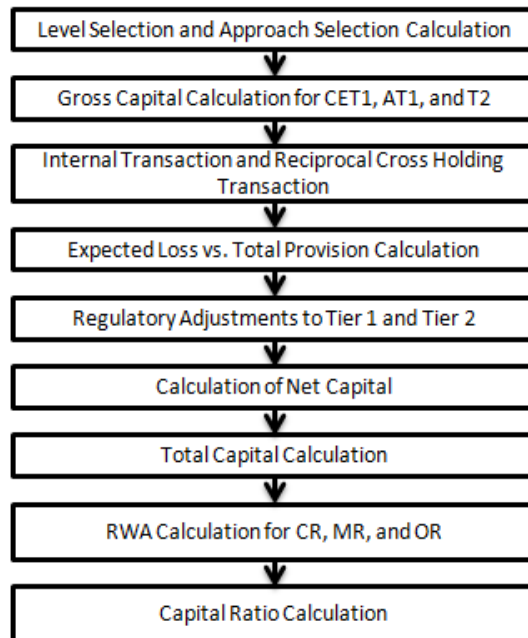 Level Selection and Approach Selection Calculation
Gross Capital Calculation for CET1, AT1, and T2
Internal Transaction and Reciprocal Cross Holding
Transaction
Expected Loss vs. Total Provision Calculation
Regulatory Adjustments to Tier 1 and Tier 2
Calculation of Net Capital
Total Capital Calculation
RWA Calculation for CR, MR, and OR
Capital Ratio Calculation